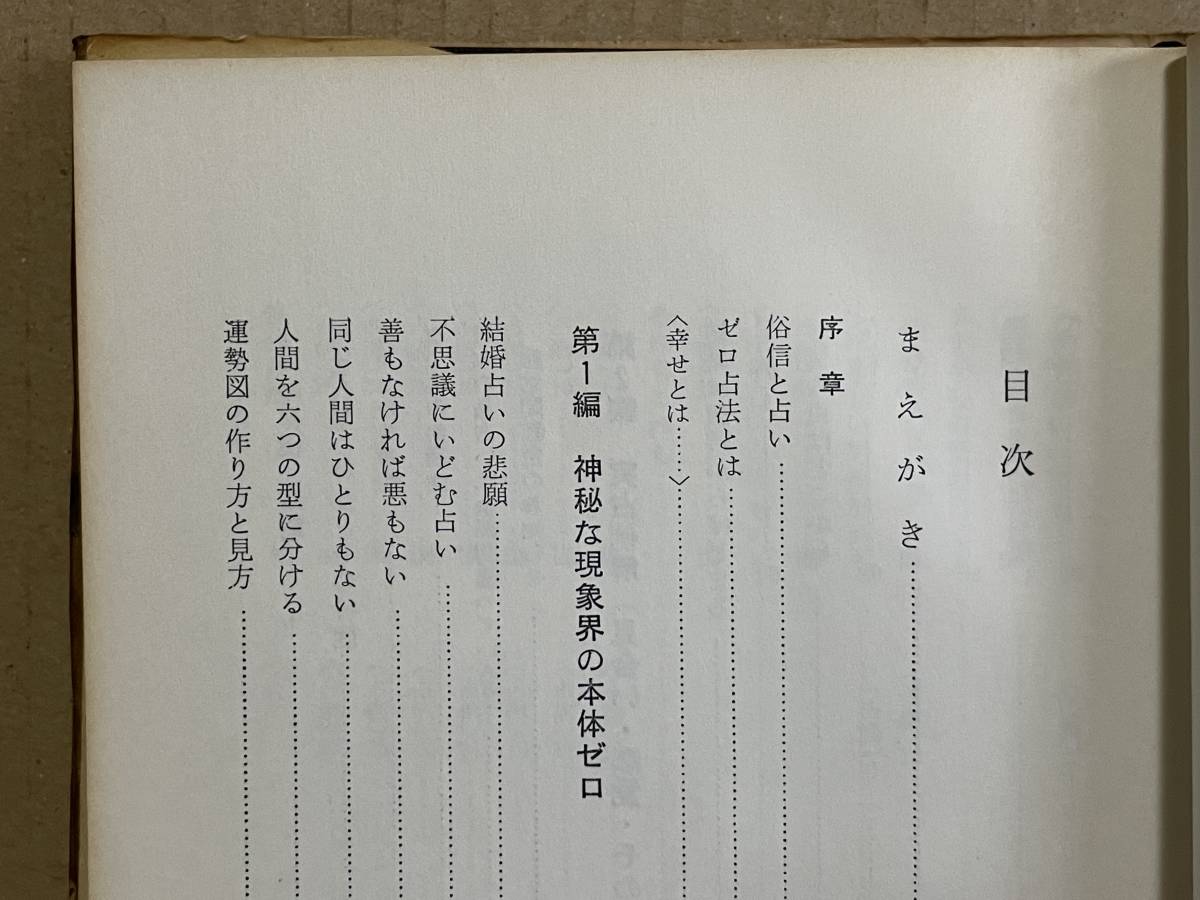 目次
まえがき…………………………
序章
俗信と占い…………………………
ゼロ占法とは…………………………
〈幸せとは……〉…………………………
第1編　神秘な現象界の本体ゼロ
結婚占いの悲願…………………………
不思議にいどむ占い…………………………
善もなければ悪もない…………………………
同じ人間はひとりもない…………………………
人間を六つの型に分ける…………………………
運勢図の作り方と見方…………………………